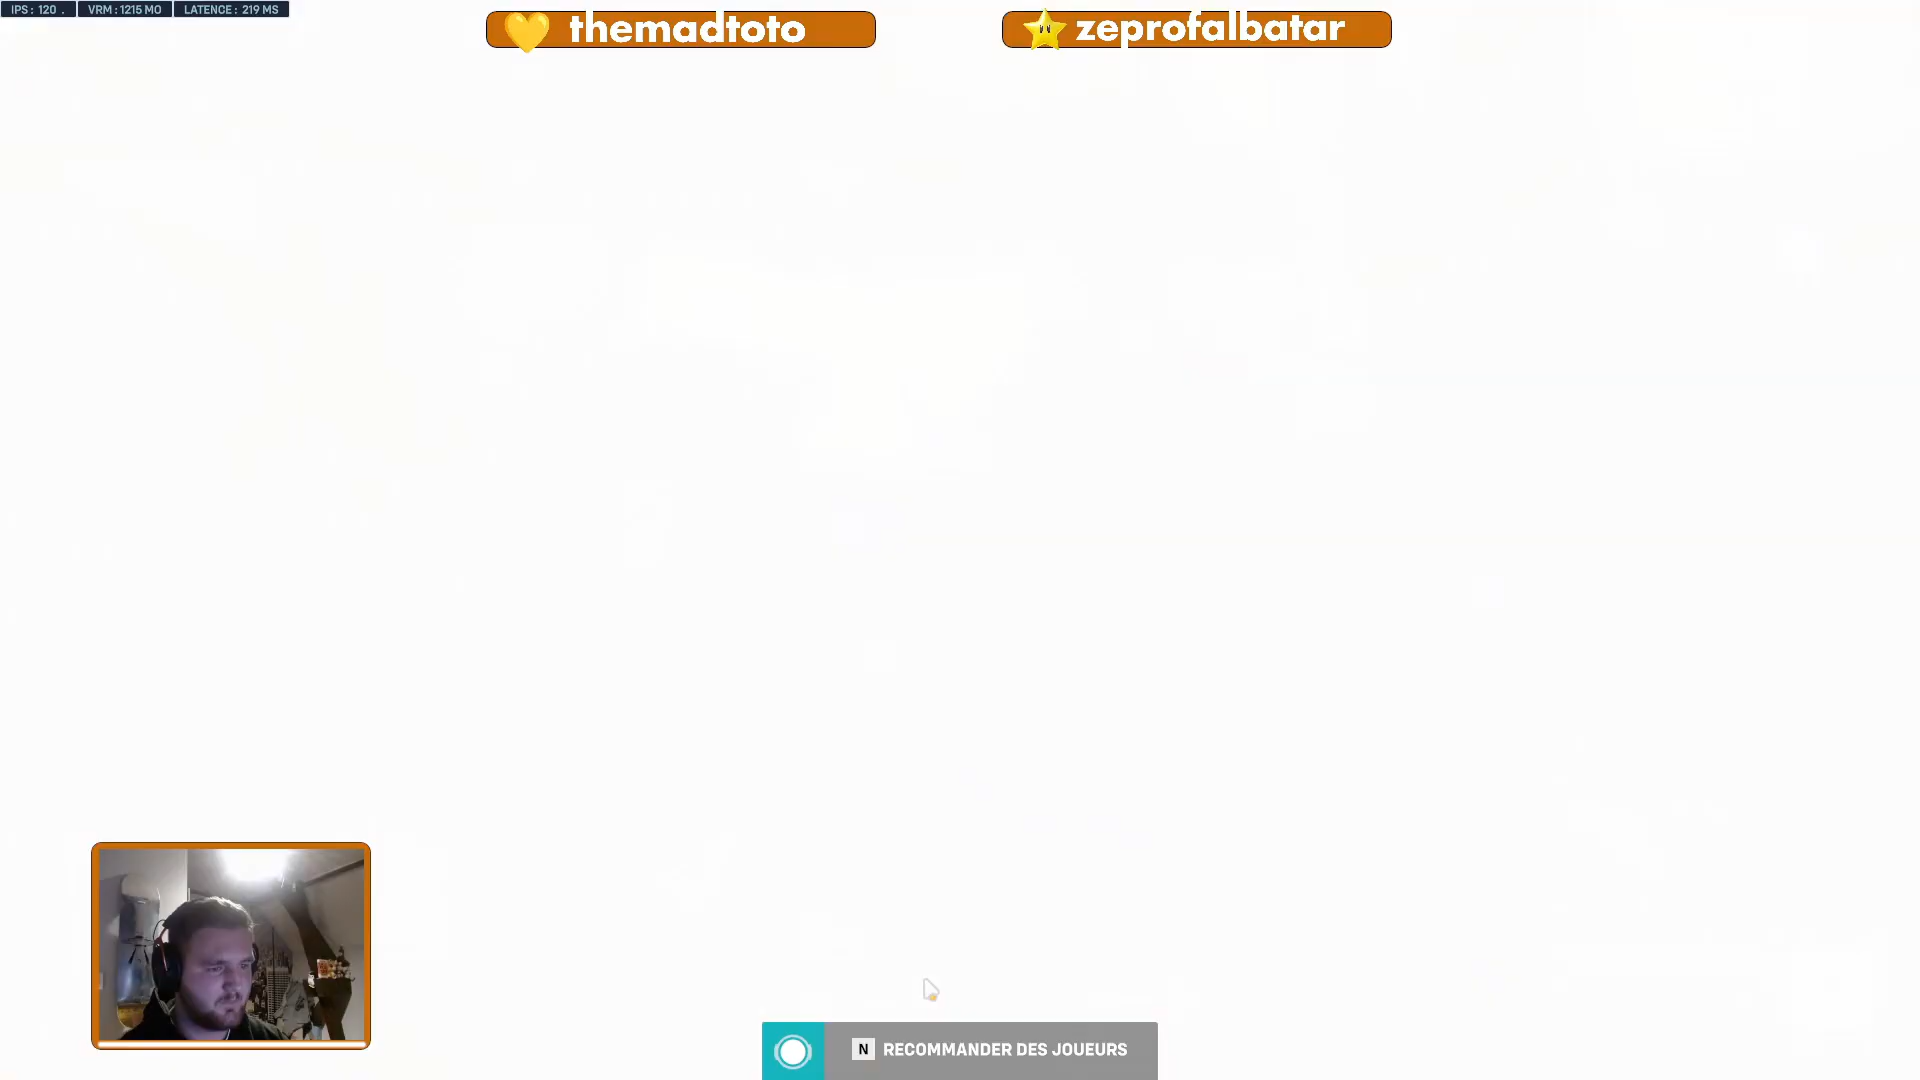 IPS : 120 .
VRM : 1215 MO
LATENCE : 219 MS
themadtoto
zeprofalbatar
N RECOMMANDER DES JOUEURS